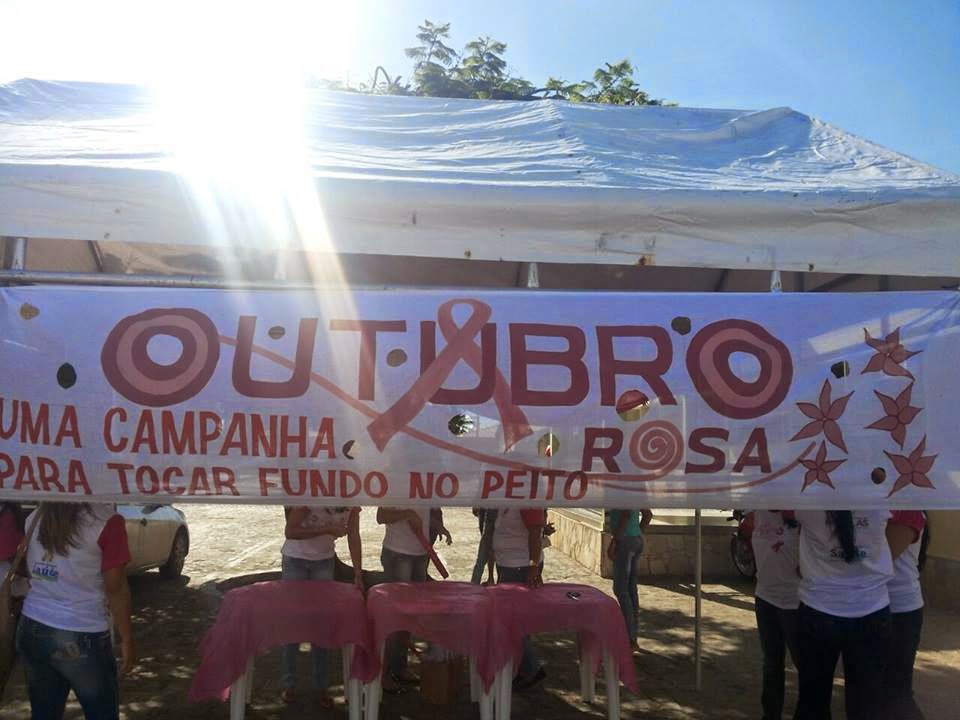 OUTUBRO
ROSA
UMA CAMPANHA
PARA TOCAR FUNDO NO PEITO